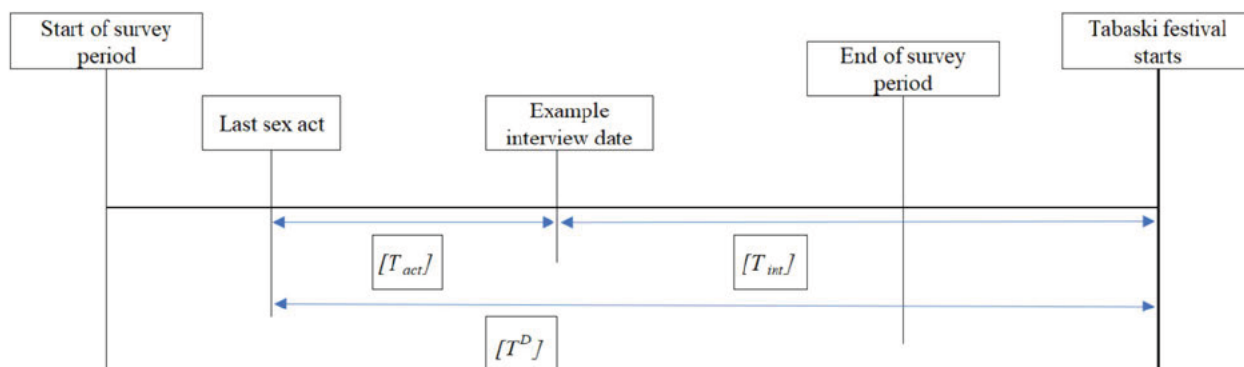 Start of survey
period
Tabaski festival
starts
End of survey
period
Last sex act
Example
interview date
[T act]
[T int]
[T D]